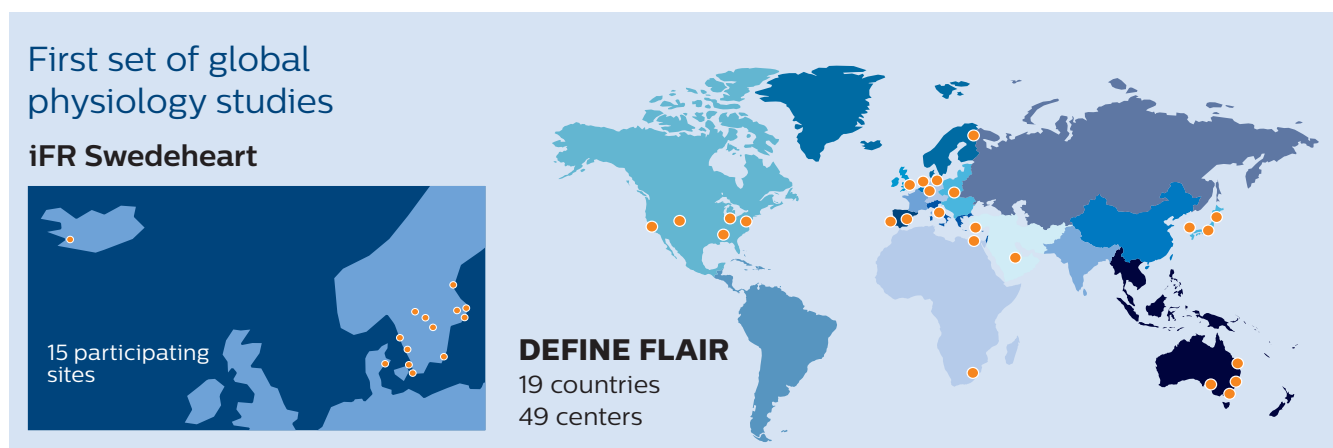 First set of global
physiology studies
iFR Swedeheart
15 participating
sites
DEFINE FLAIR
19 countries
49 centers